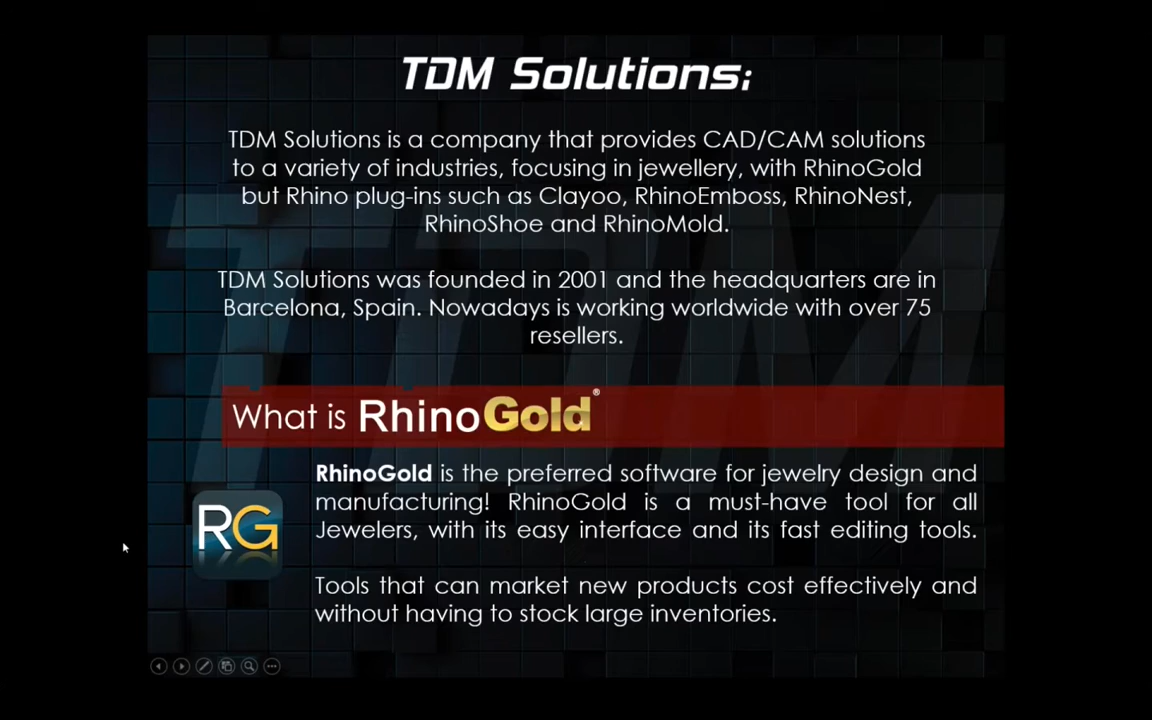 TDM Solutions;
TDM Solutions is a company that provides CAD/CAM solutions
to a variety of industries, focusing in jewellery, with RhinoGold
but Rhino plug-ins such as Clayoo, RhinoEmboss, RhinoNest,
RhinoShoe and RhinoMold.
TDM Solutions was founded in 2001 and the headquarters are in
Barcelona, Spain. Nowadays is working worldwide with over 75
resellers.
What is RhinoGold®
RhinoGold is the preferred software for jewelry design and
manufacturing! RhinoGold is a must-have tool for all
Jewelers, with its easy interface and its fast editing tools.
RG
Tools that can market new products cost effectively and
without having to stock large inventories.
TDM